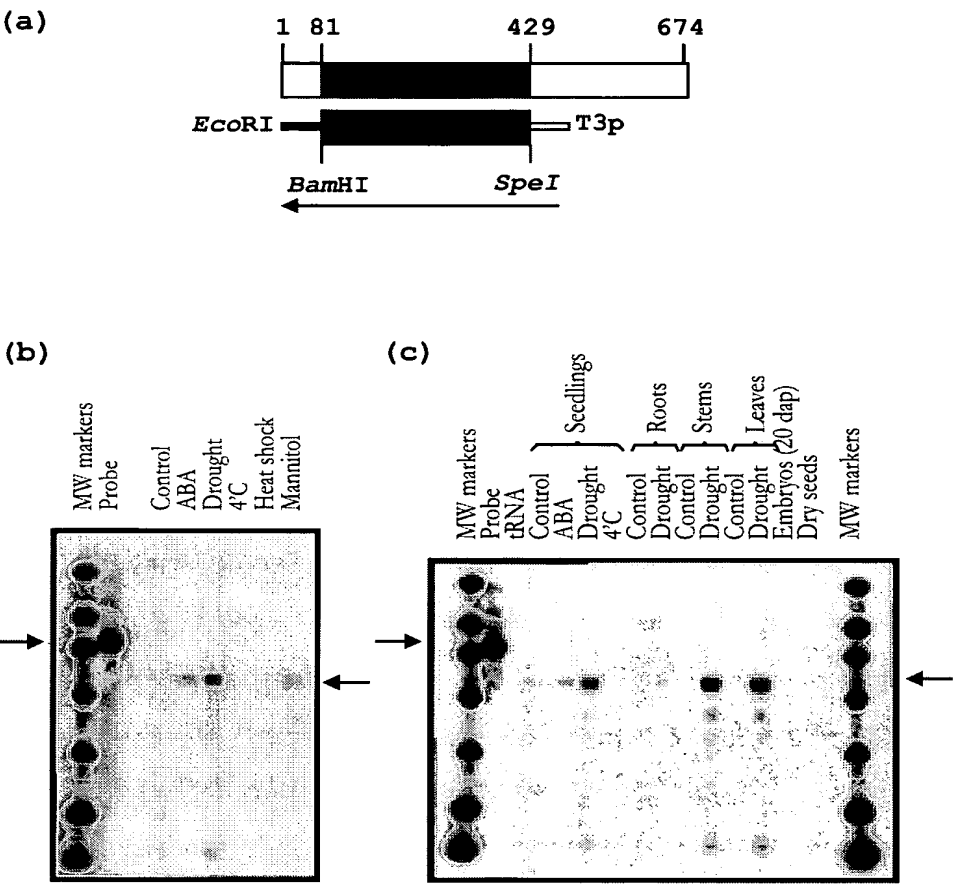 (a)
1 81 429 674
EcoRI T3p
BamHI SpeI
(b)
MW markers
Probe
Control
ABA
Drought
4°C
Heat shock
Mannitol
(c)
Seedlings
Roots
Stems
Leaves
MW markers
Probe
tRNA
Control
ABA
Drought
4°C
Control
Drought
Control
Drought
Control
Drought
Embryos (20 dap)
Dry seeds
MW markers